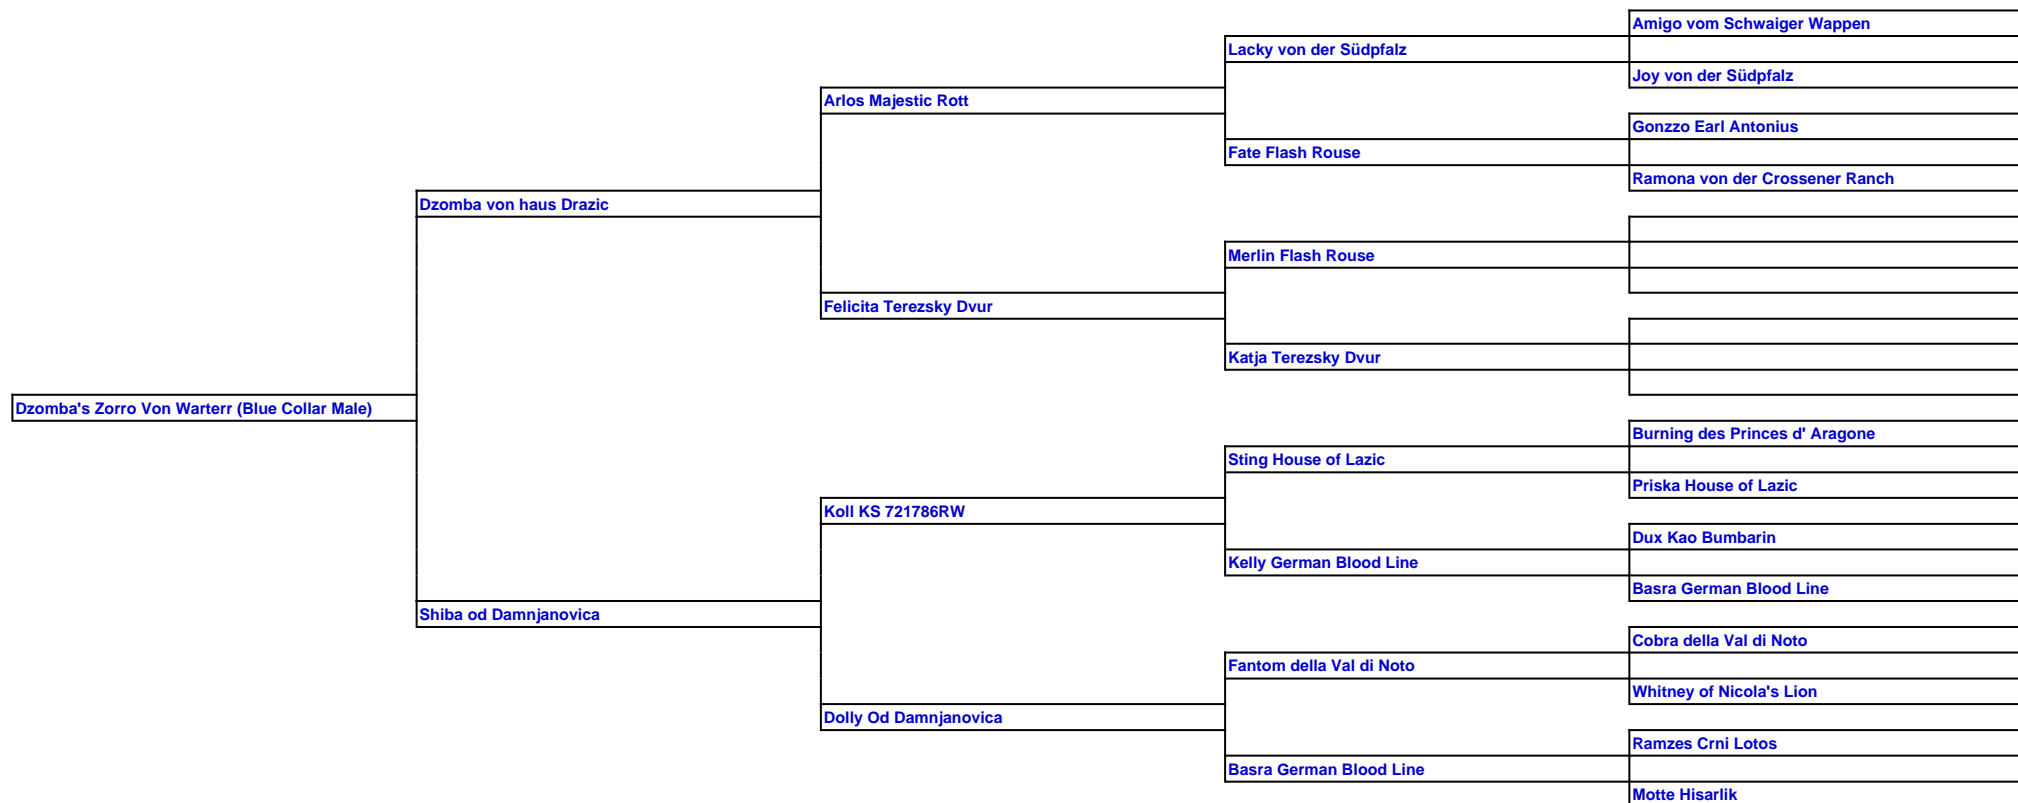 Amigo vom Schwaiger Wappen
Lacky von der Südpfalz
Joy von der Südpfalz
Arlos Majestic Rott
Gonzzo Earl Antonius
Fate Flash Rouse
Ramona von der Crossener Ranch
Dzomba von haus Drazic
Merlin Flash Rouse
Felicita Terezsky Dvur
Katja Terezsky Dvur
Dzomba's Zorro Von Warterr (Blue Collar Male)
Burning des Princes d' Aragone
Sting House of Lazic
Priska House of Lazic
Koll KS 721786RW
Dux Kao Bumbarin
Kelly German Blood Line
Basra German Blood Line
Shiba od Damnjanovica
Cobra della Val di Noto
Fantom della Val di Noto
Whitney of Nicola's Lion
Dolly Od Damnjanovica
Ramzes Crni Lotos
Basra German Blood Line
Motte Hisarlik